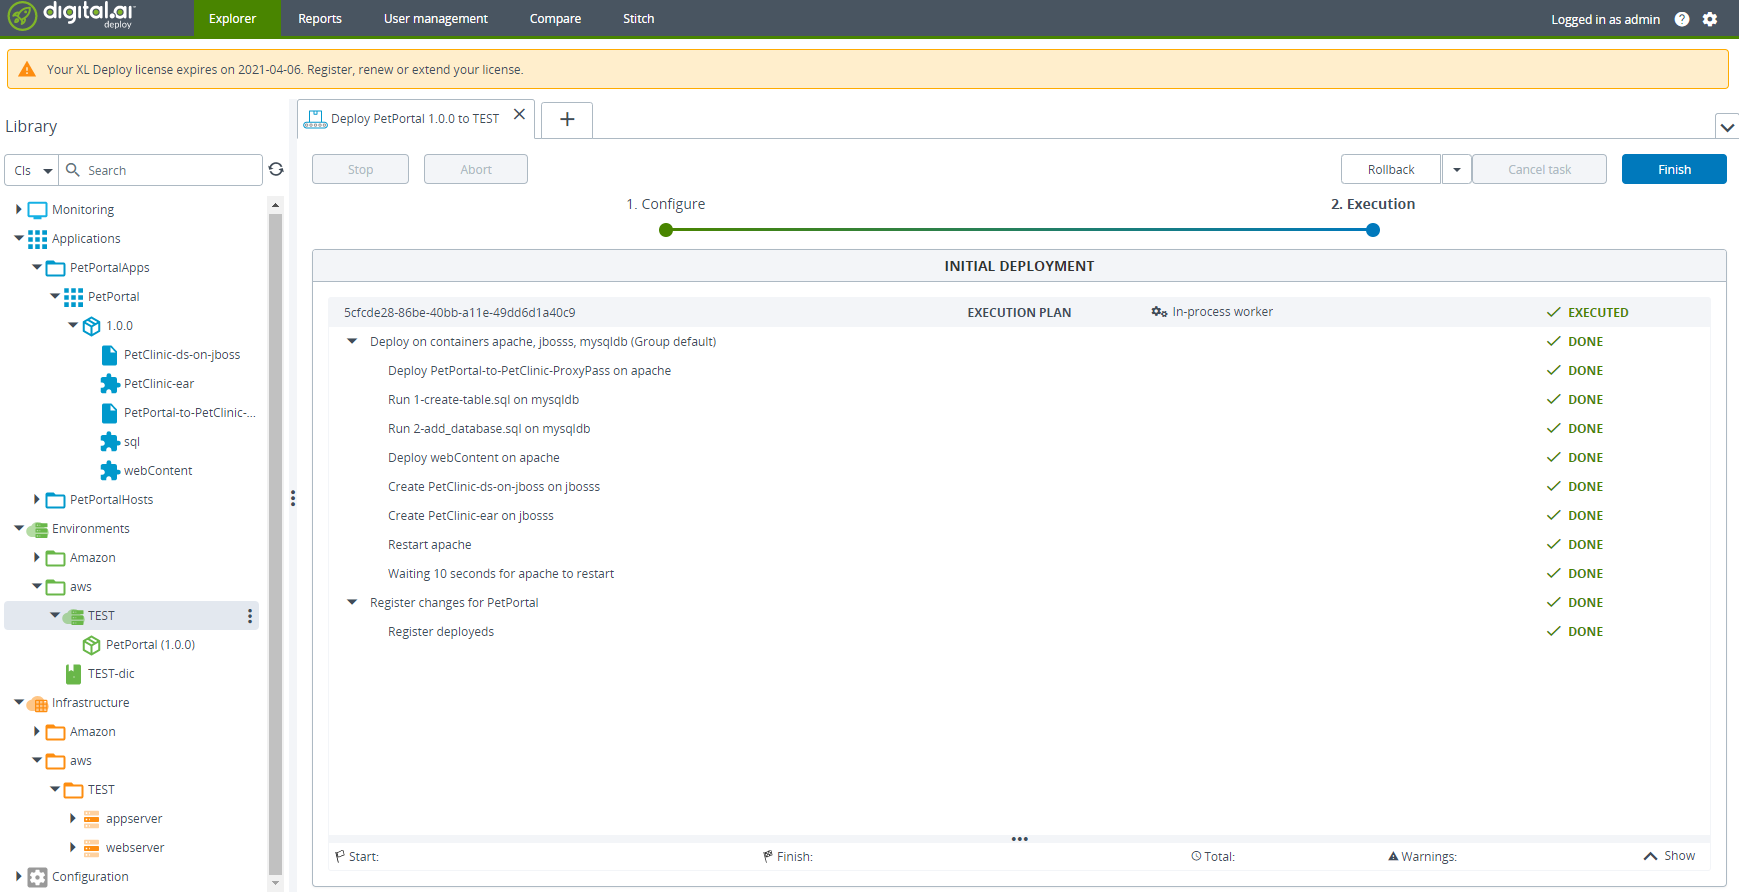 digital.ai
deploy
Explorer
Reports
User management
Compare
Stitch
Logged in as admin
Your XL Deploy license expires on 2021-04-06. Register, renew or extend your license.
Library
CIs
Search
Monitoring
Applications
PetPortalApps
PetPortal
1.0.0
PetClinic-ds-on-jboss
PetClinic-ear
PetPortal-to-PetClinic-...
sql
webContent
PetPortalHosts
Environments
Amazon
aws
TEST
PetPortal (1.0.0)
TEST-dic
Infrastructure
Amazon
aws
TEST
appserver
webserver
Configuration
Deploy PetPortal 1.0.0 to TEST
Stop
Abort
Rollback
Cancel task
Finish
1. Configure
2. Execution
INITIAL DEPLOYMENT
5cfcde28-86be-40bb-a11e-49dd6d1a40c9 EXECUTION PLAN In-process worker EXECUTED
Deploy on containers apache, jbosss, mysqldb (Group default) DONE
Deploy PetPortal-to-PetClinic-ProxyPass on apache DONE
Run 1-create-table.sql on mysqldb DONE
Run 2-add_database.sql on mysqldb DONE
Deploy webContent on apache DONE
Create PetClinic-ds-on-jboss on jbosss DONE
Create PetClinic-ear on jbosss DONE
Restart apache DONE
Waiting 10 seconds for apache to restart DONE
Register changes for PetPortal DONE
Register deployeds DONE
Start: Finish: Total: Warnings: Show